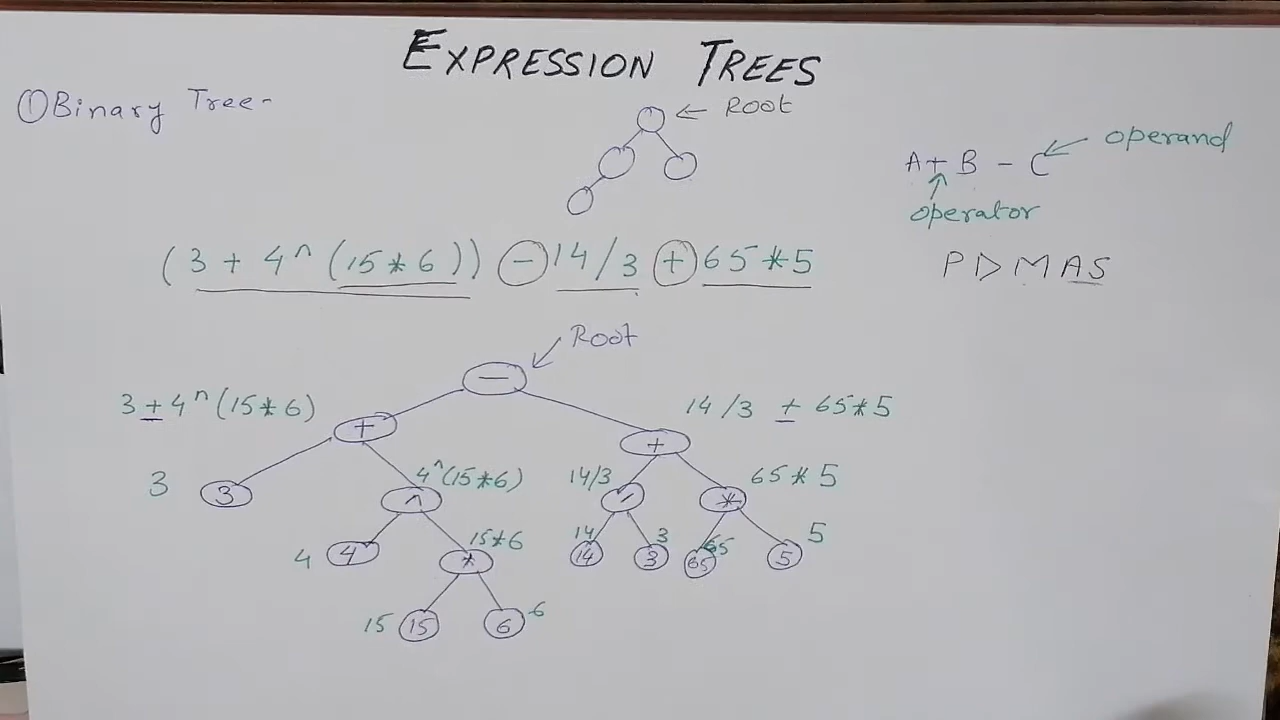 EXPRESSION TREES
① Binary Tree -
← Root
A + B - C
operand
operator
(3 + 4^(15*6)) - 14/3 + 65*5
PDMAS
Root
-
3 + 4^(15*6)
14/3 + 65*5
+
+
3
3
4^(15*6)
^
14/3
/
65*5
*
4
4
15*6
*
14
14
3
3
65
65
5
5
15
15
6
6